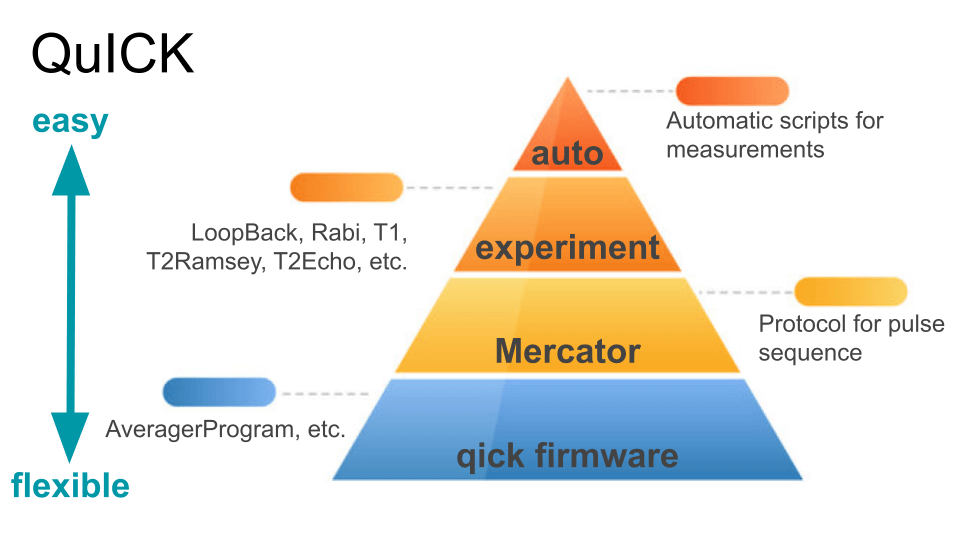 QuICK
easy
auto
Automatic scripts for
measurements
LoopBack, Rabi, T1,
T2Ramsey, T2Echo, etc.
experiment
Mercator
Protocol for pulse
sequence
AveragerProgram, etc.
qick firmware
flexible